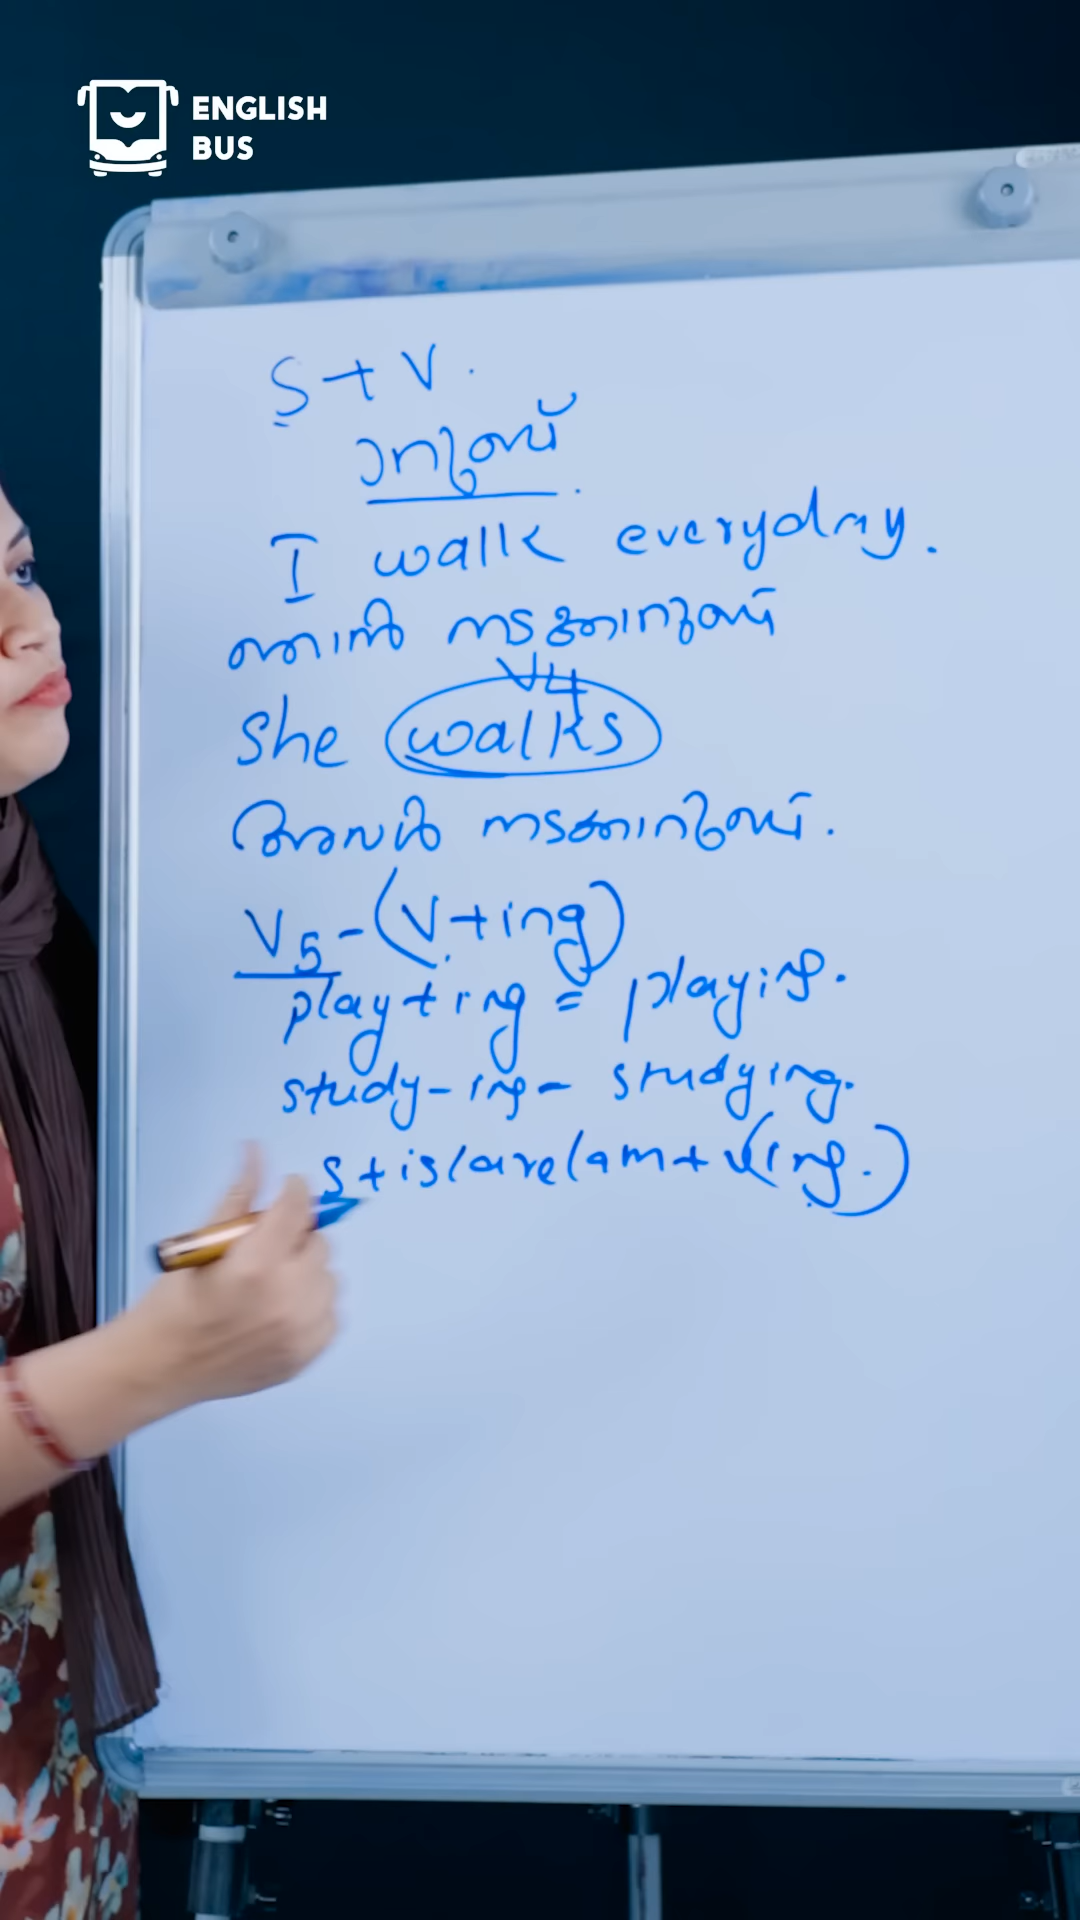 ENGLISH
BUS
S + V.
ാറുണ്ട്
I walk everyday.
ഞാൻ നടക്കാറുണ്ട്
V4
She walks
അവൾ നടക്കാറുണ്ട്.
V5 - (V+ing)
play+ing = playing.
study-ing - studying.
S + is/are/am + V(ing.)